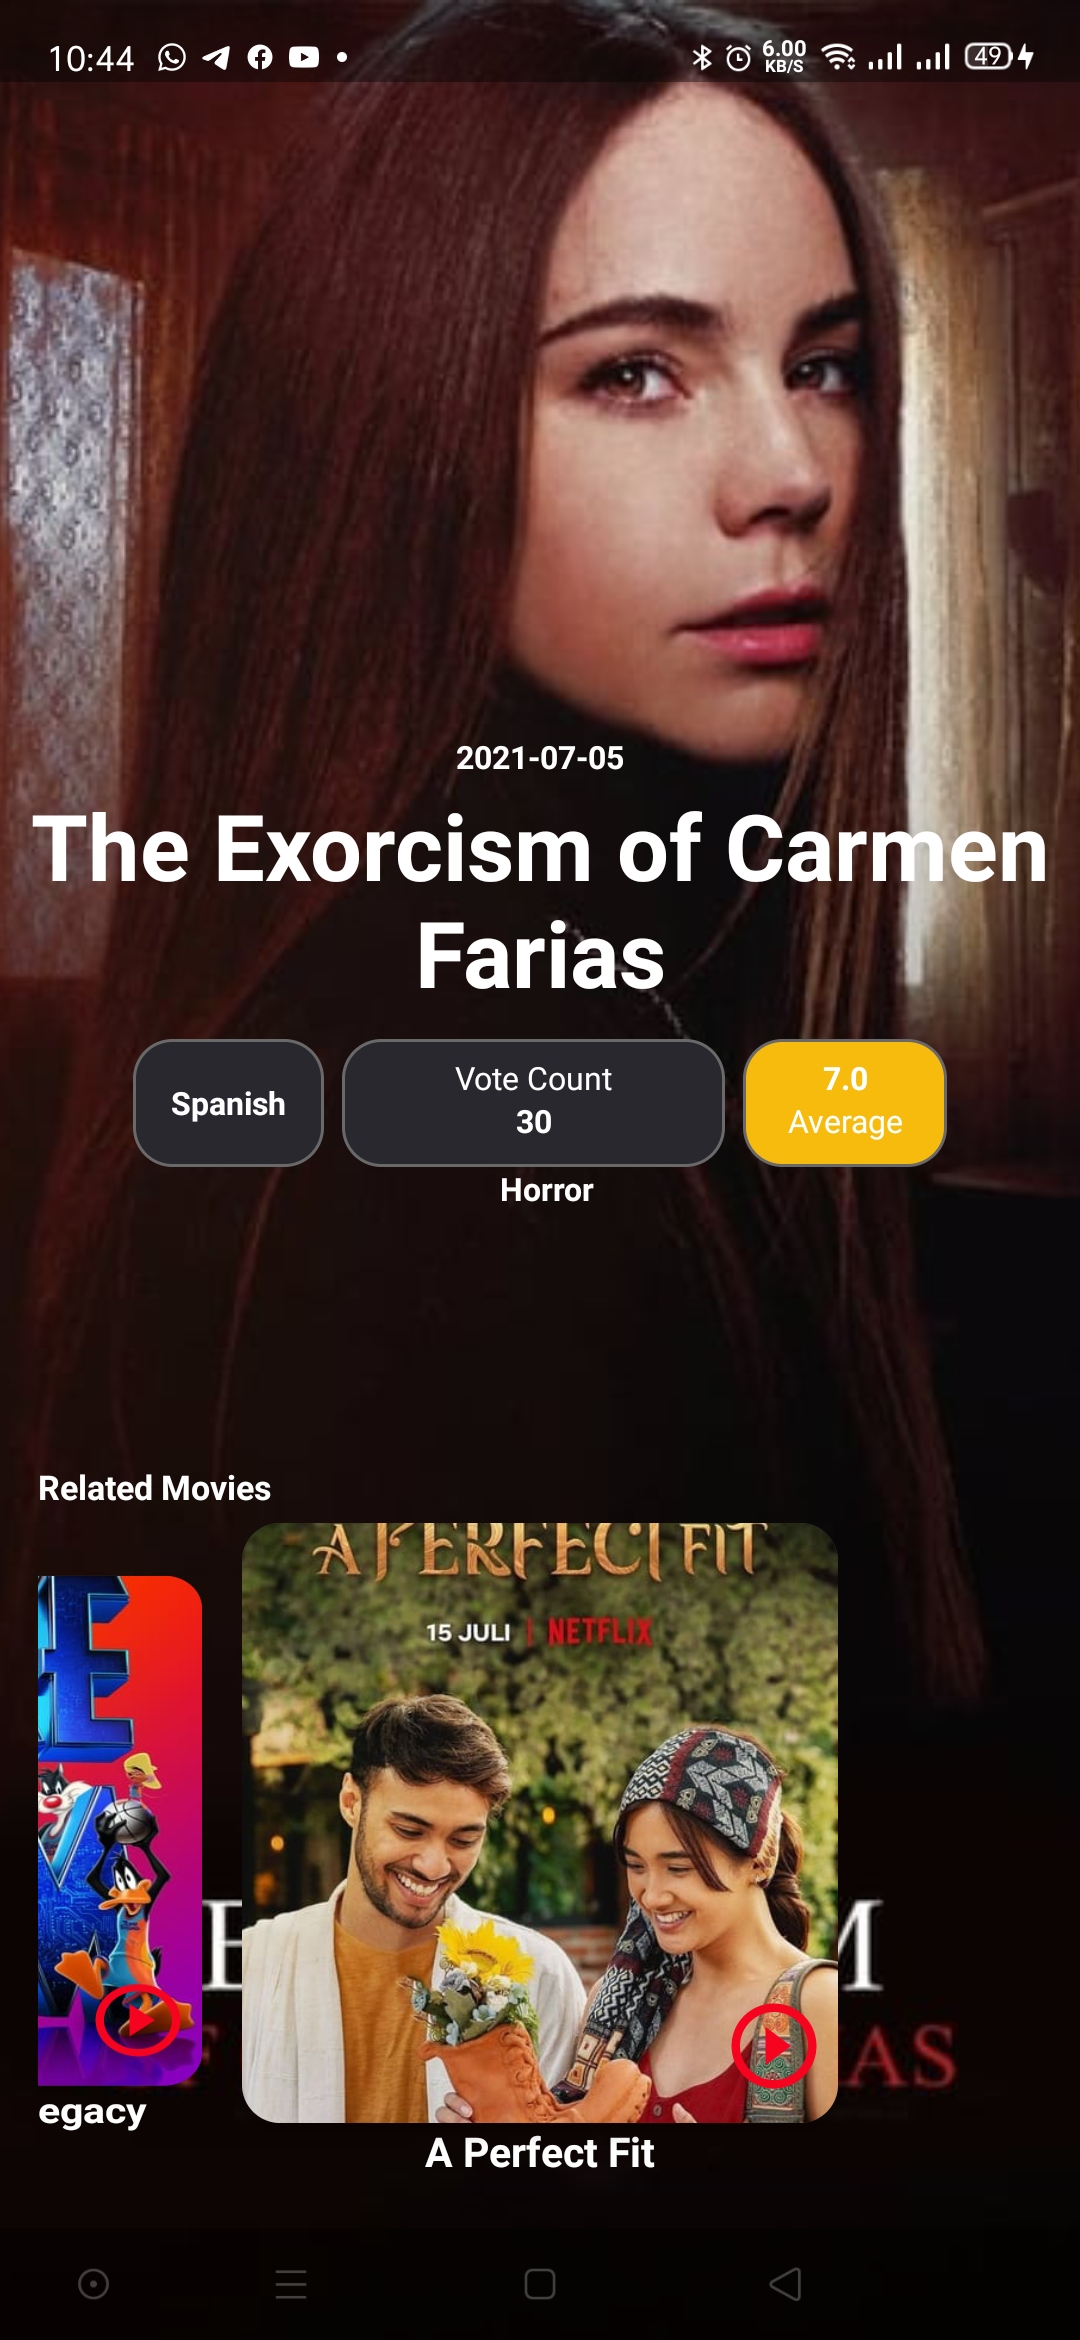 10:44
6.00
KB/S
49
2021-07-05
The Exorcism of Carmen
Farias
Spanish
Vote Count
30
7.0
Average
Horror
Related Movies
A PERFECT FIT
15 JULI | NETFLIX
egacy
A Perfect Fit